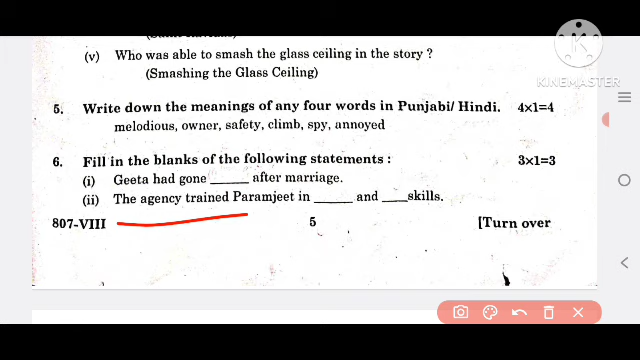 (v) Who was able to smash the glass ceiling in the story ?
(Smashing the Glass Ceiling)
KINEMASTER
5. Write down the meanings of any four words in Punjabi/ Hindi. 4×1=4
melodious, owner, safety, climb, spy, annoyed
6. Fill in the blanks of the following statements : 3×1=3
(i) Geeta had gone _____ after marriage.
(ii) The agency trained Paramjeet in _____ and ____skills.
807-VIII 5 [Turn over